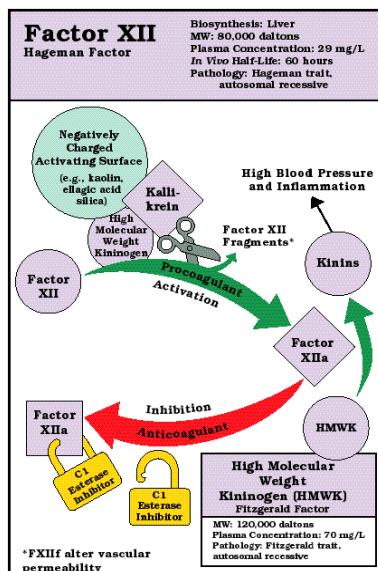 Factor XII
Hageman Factor
Biosynthesis: Liver
MW: 80,000 daltons
Plasma Concentration: 29 mg/L
In Vivo Half-Life: 60 hours
Pathology: Hageman trait,
autosomal recessive
Negatively
Charged
Activating Surface
(e.g., kaolin,
ellagic acid
silica)
Kalli-
krein
High
Molecular
Weight
Kininogen
Factor XII
Fragments*
High Blood Pressure
and Inflammation
Kinins
Factor
XII
Procoagulant
Activation
Factor
XIIa
Inhibition
Anticoagulant
Factor
XIIa
C1
Esterase
Inhibitor
C1
Esterase
Inhibitor
HMWK
High Molecular
Weight
Kininogen (HMWK)
Fitzgerald Factor
MW: 120,000 daltons
Plasma Concentration: 70 mg/L
Pathology: Fitzgerald trait,
autosomal recessive
*FXIIf alter vascular
permeability